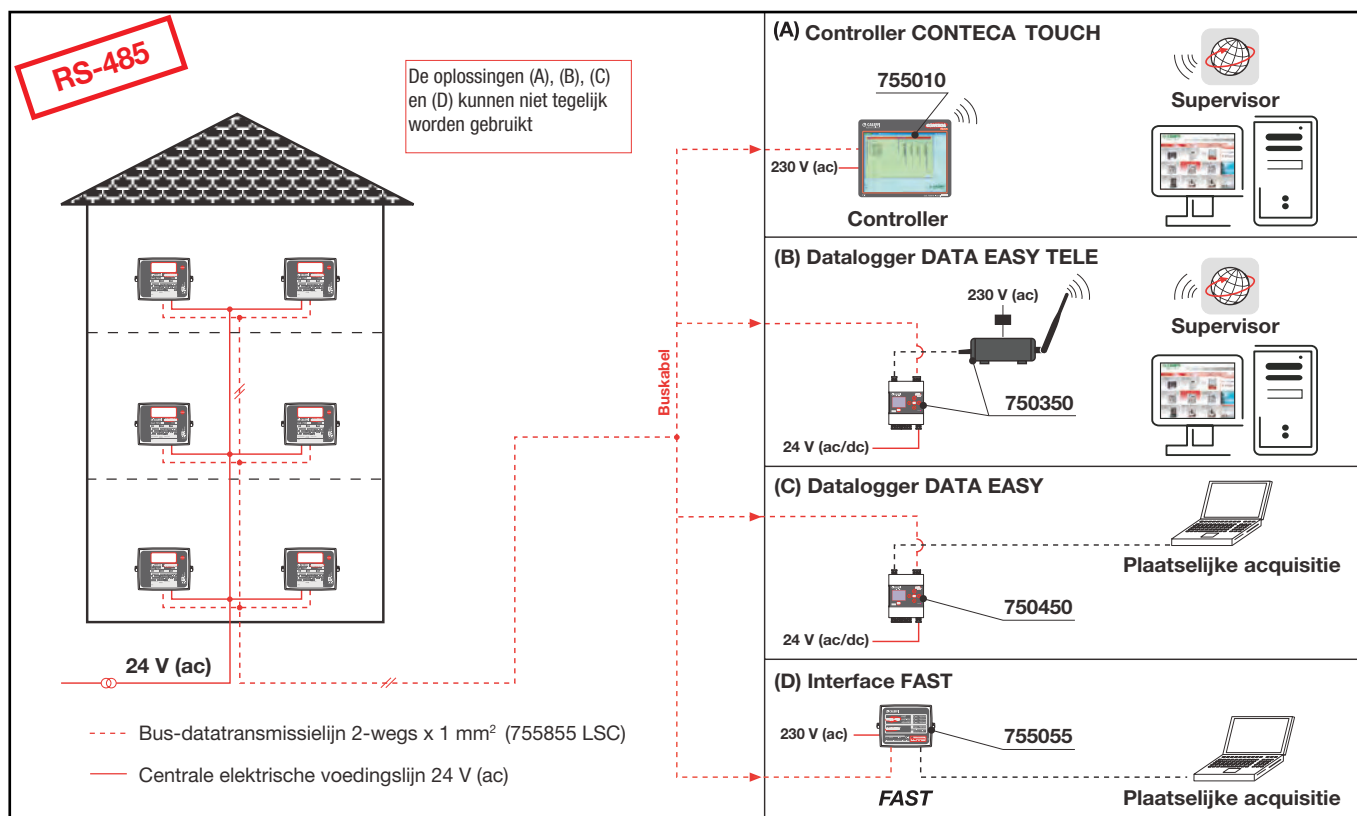 RS-485
De oplossingen (A), (B), (C)
en (D) kunnen niet tegelijk
worden gebruikt
24 V (ac)
Bus-datatransmissielijn 2-wegs x 1 mm² (755855 LSC)
Centrale elektrische voedingslijn 24 V (ac)
Buskabel
(A) Controller CONTECA TOUCH
755010
230 V (ac)
Controller
Supervisor
(B) Datalogger DATA EASY TELE
230 V (ac)
750350
24 V (ac/dc)
Supervisor
(C) Datalogger DATA EASY
750450
24 V (ac/dc)
Plaatselijke acquisitie
(D) Interface FAST
230 V (ac)
755055
FAST
Plaatselijke acquisitie